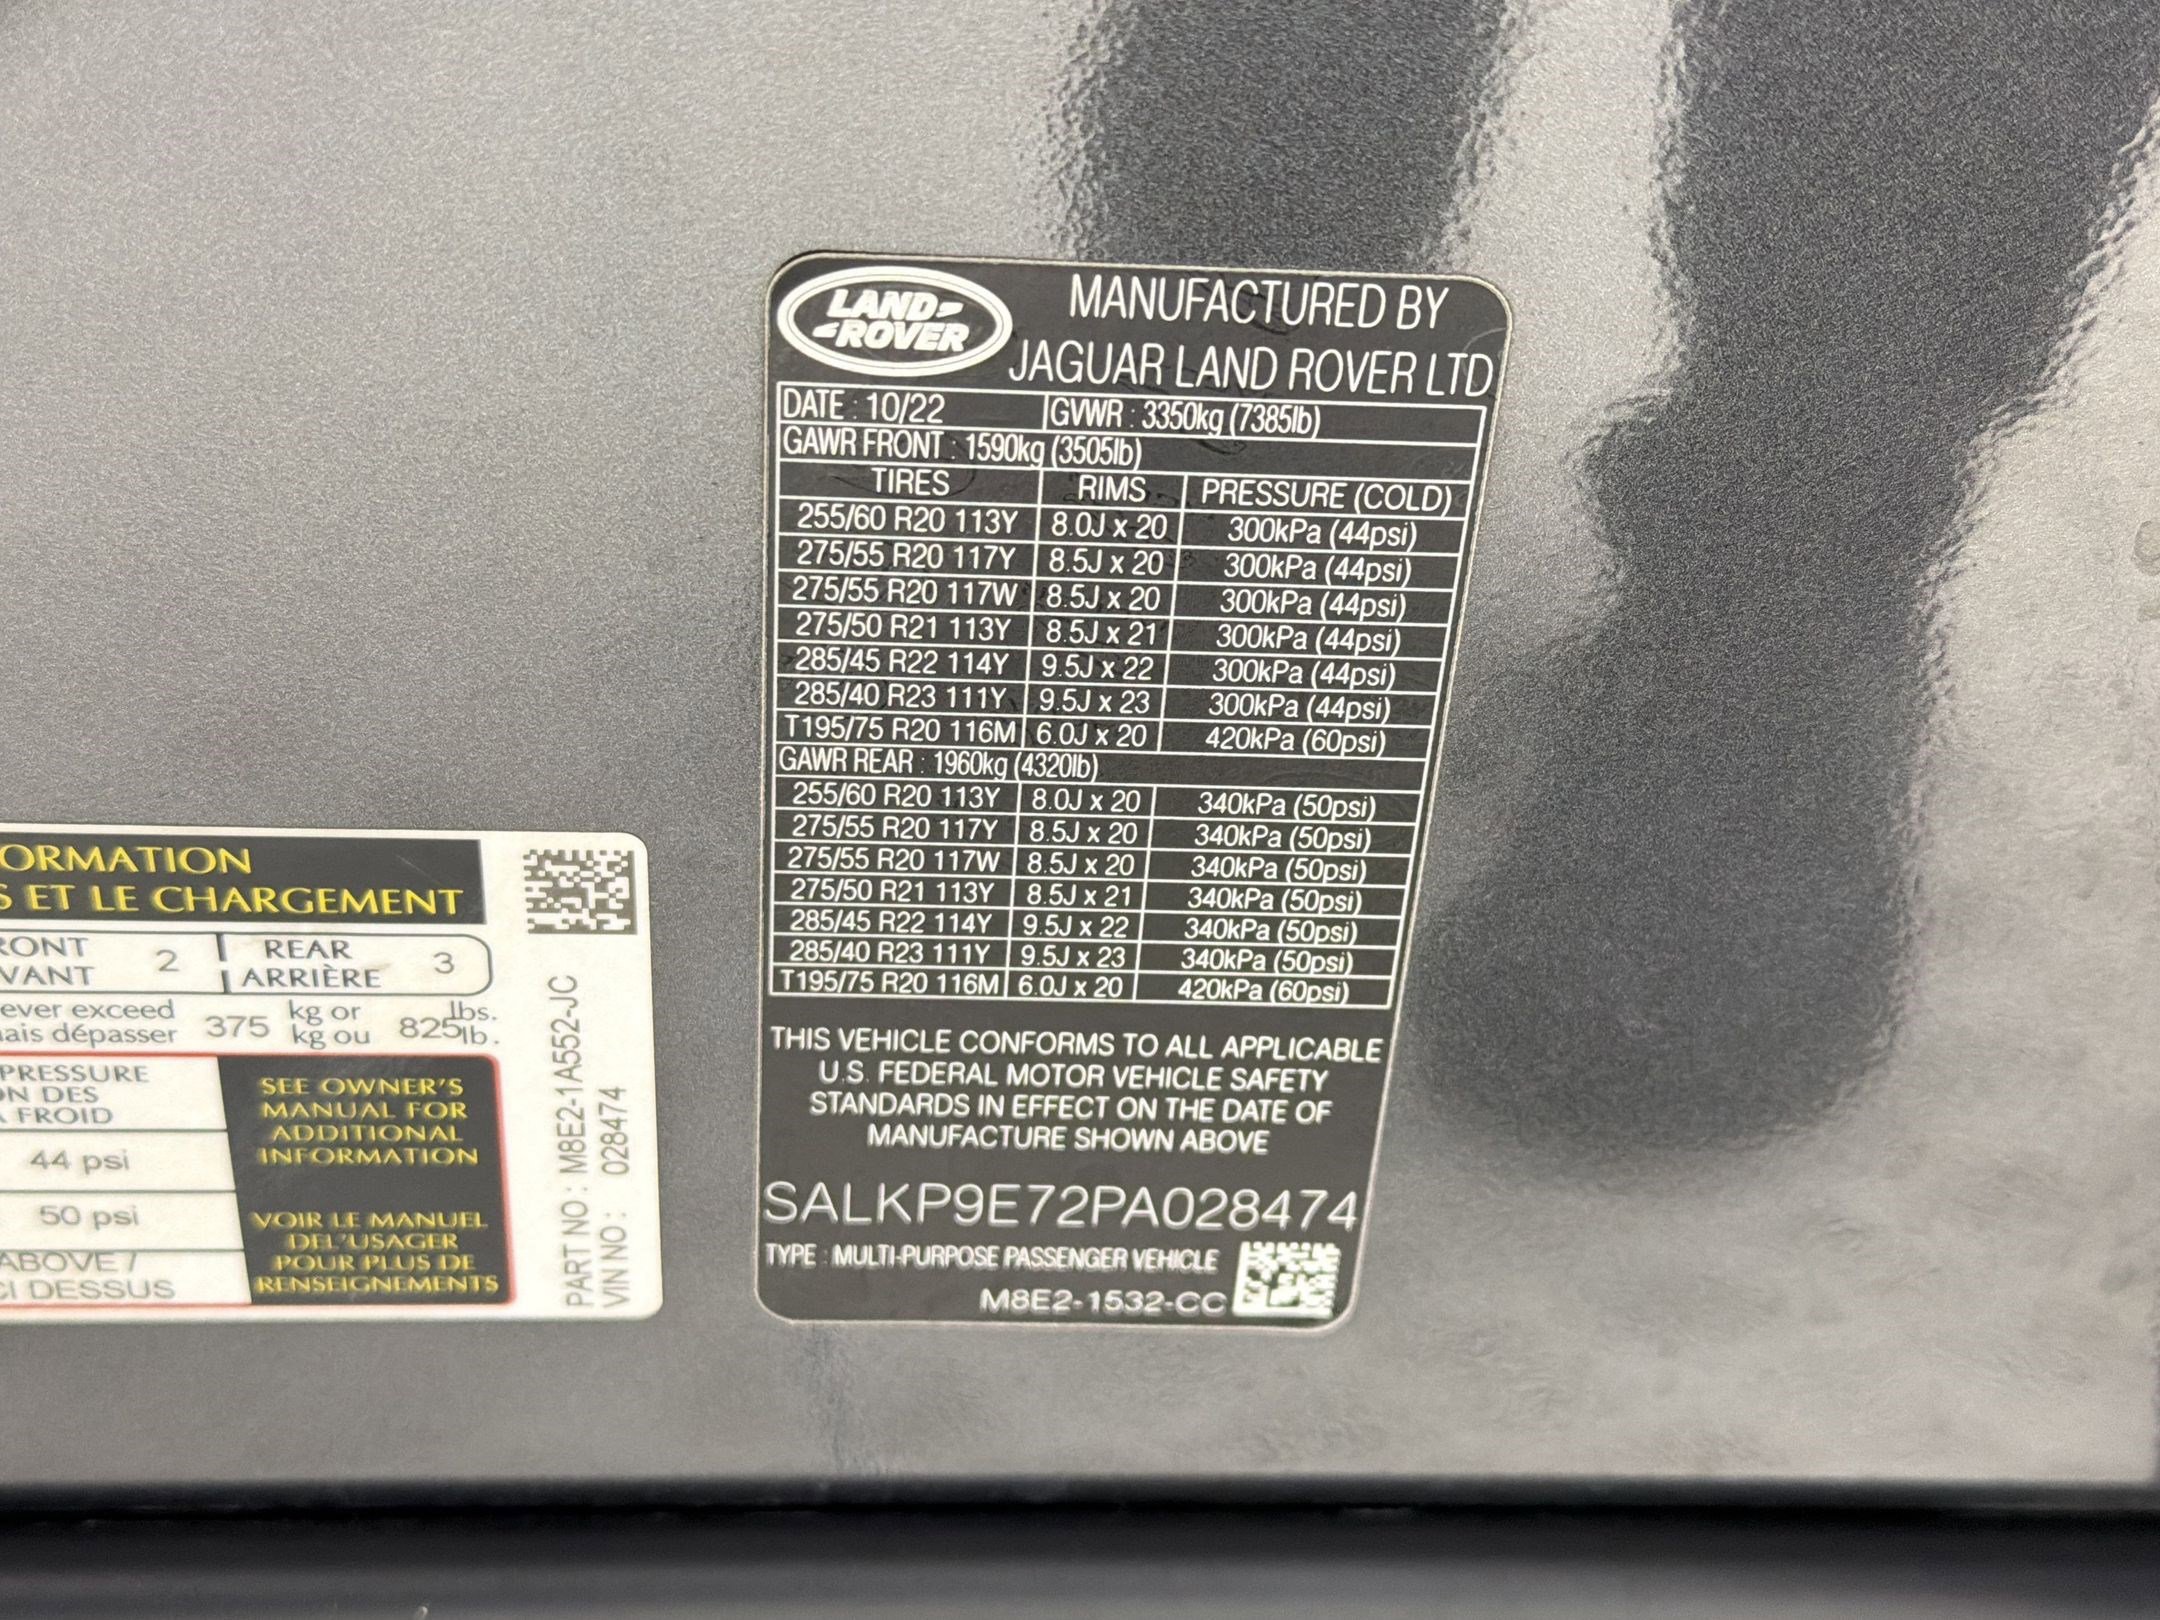 LAND
ROVER
MANUFACTURED BY
JAGUAR LAND ROVER LTD
DATE : 10/22 GVWR : 3350kg (7385lb)
GAWR FRONT : 1590kg (3505lb)
TIRES RIMS PRESSURE (COLD)
255/60 R20 113Y 8.0J x 20 300kPa (44psi)
275/55 R20 117Y 8.5J x 20 300kPa (44psi)
275/55 R20 117W 8.5J x 20 300kPa (44psi)
275/50 R21 113Y 8.5J x 21 300kPa (44psi)
285/45 R22 114Y 9.5J x 22 300kPa (44psi)
285/40 R23 111Y 9.5J x 23 300kPa (44psi)
T195/75 R20 116M 6.0J x 20 420kPa (60psi)
GAWR REAR : 1960kg (4320lb)
255/60 R20 113Y 8.0J x 20 340kPa (50psi)
275/55 R20 117Y 8.5J x 20 340kPa (50psi)
275/55 R20 117W 8.5J x 20 340kPa (50psi)
275/50 R21 113Y 8.5J x 21 340kPa (50psi)
285/45 R22 114Y 9.5J x 22 340kPa (50psi)
285/40 R23 111Y 9.5J x 23 340kPa (50psi)
T195/75 R20 116M 6.0J x 20 420kPa (60psi)
THIS VEHICLE CONFORMS TO ALL APPLICABLE
U.S. FEDERAL MOTOR VEHICLE SAFETY
STANDARDS IN EFFECT ON THE DATE OF
MANUFACTURE SHOWN ABOVE
SALKP9E72PA028474
TYPE : MULTI-PURPOSE PASSENGER VEHICLE
M8E2-1532-CC
ORMATION
S ET LE CHARGEMENT
RONT 2 REAR 3
VANT ARRIÈRE
ever exceed 375 kg or 825 lbs.
ais dépasser kg ou lb.
PRESSURE
ON DES
FROID
44 psi
50 psi
ABOVE /
CI DESSUS
SEE OWNER'S
MANUAL FOR
ADDITIONAL
INFORMATION
VOIR LE MANUEL
DEL'USAGER
POUR PLUS DE
RENSEIGNEMENTS
PART NO : M8E2-1A552-JC
VIN NO : 028474